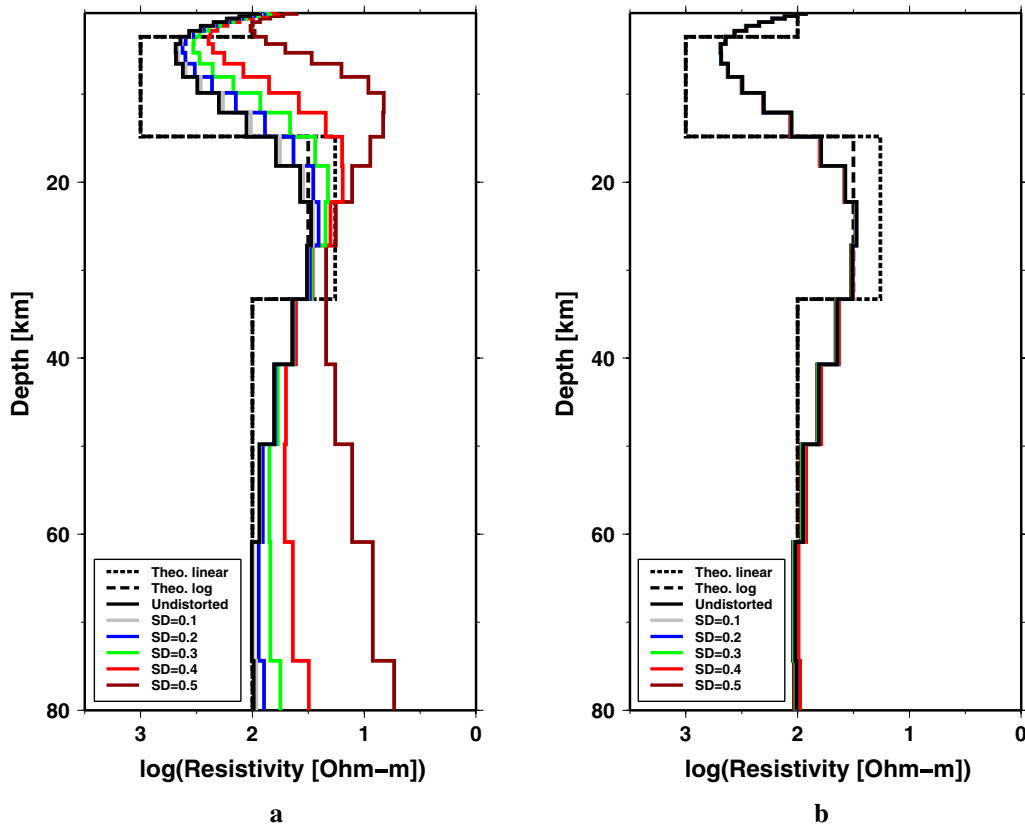 20
40
60
80
Depth [km]
Theo. linear
Theo. log
Undistorted
SD=0.1
SD=0.2
SD=0.3
SD=0.4
SD=0.5
3 2 1 0
log(Resistivity [Ohm−m])
a
20
40
60
80
Depth [km]
Theo. linear
Theo. log
Undistorted
SD=0.1
SD=0.2
SD=0.3
SD=0.4
SD=0.5
3 2 1 0
log(Resistivity [Ohm−m])
b